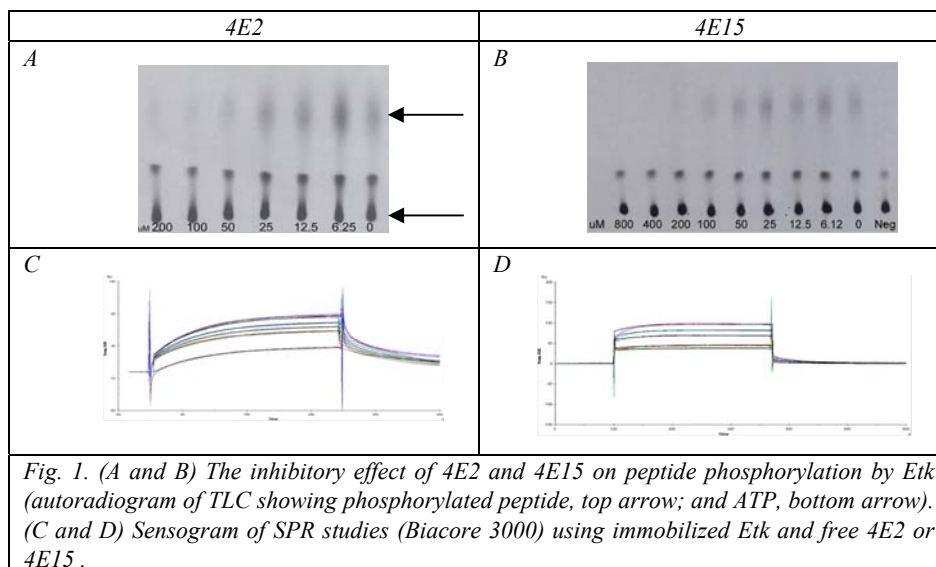 4E2
4E15
A
B
uM 200 100 50 25 12.5 6.25 0
uM 800 400 200 100 50 25 12.5 6.12 0 Neg
C
D
Fig. 1. (A and B) The inhibitory effect of 4E2 and 4E15 on peptide phosphorylation by Etk
(autoradiogram of TLC showing phosphorylated peptide, top arrow; and ATP, bottom arrow).
(C and D) Sensogram of SPR studies (Biacore 3000) using immobilized Etk and free 4E2 or
4E15 .